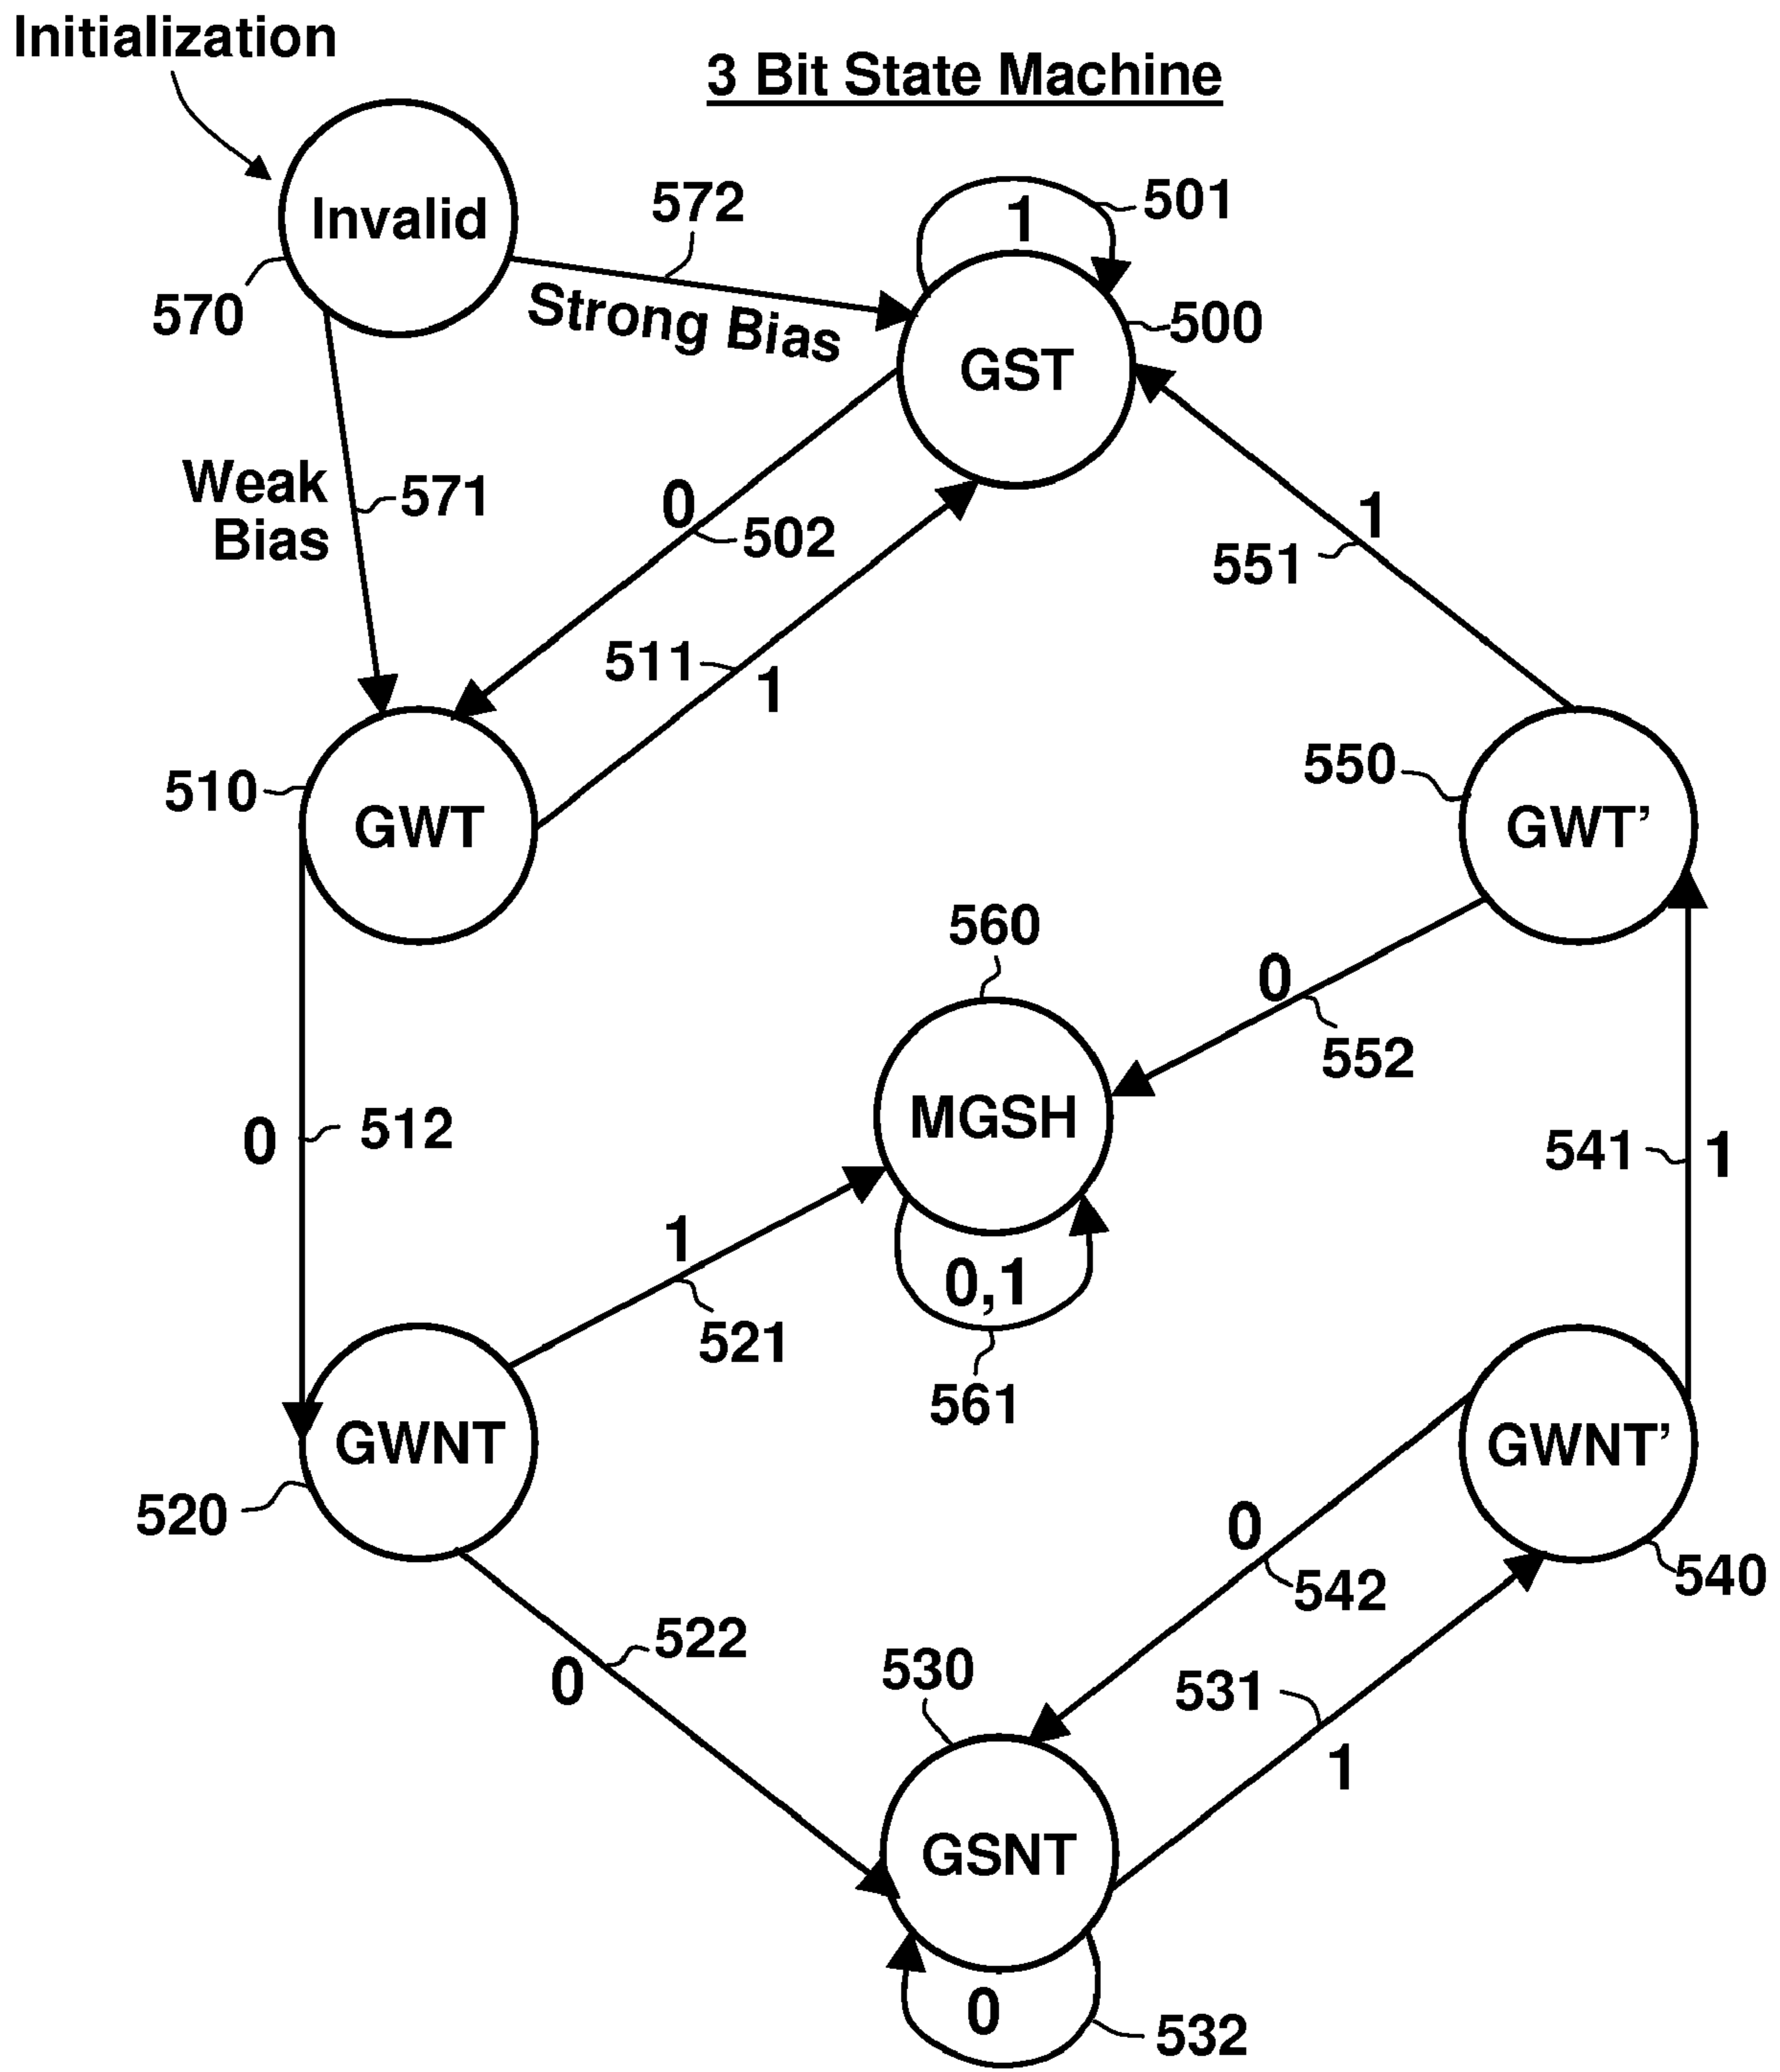 Initialization
3 Bit State Machine
Invalid
572
1
501
570
Strong Bias
500
GST
Weak
Bias
571
0
502
1
551
511
1
510
GWT
550
GWT’
560
0
552
MGSH
0
512
541
1
1
521
0,1
561
GWNT
520
GWNT’
540
0
542
522
0
530
531
1
GSNT
0
532